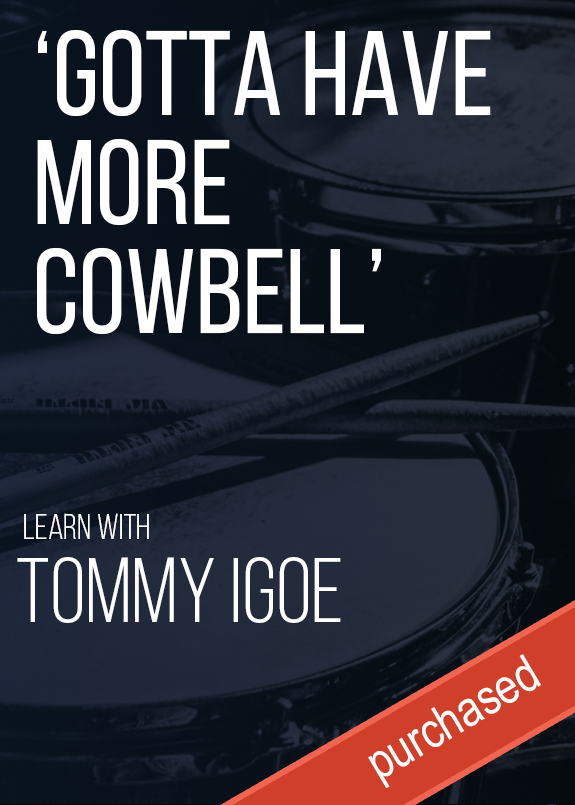 ‘GOTTA HAVE
MORE
COWBELL’
LEARN WITH
TOMMY IGOE
purchased